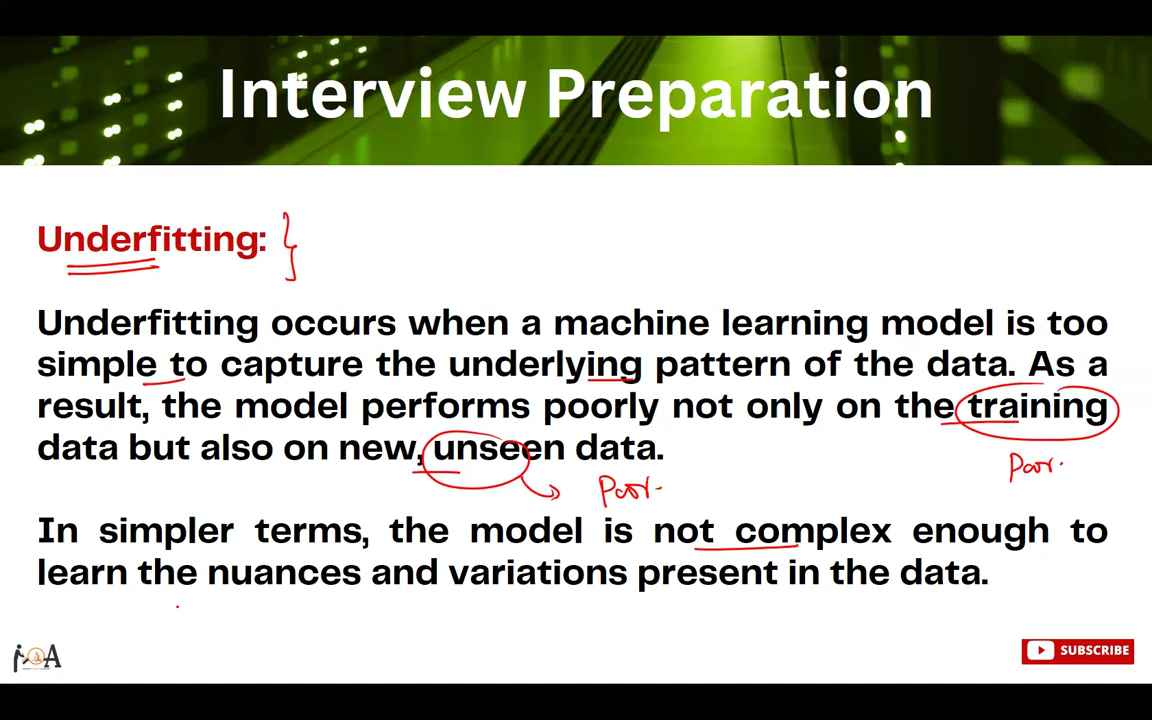 Interview Preparation
Underfitting:
Underfitting occurs when a machine learning model is too
simple to capture the underlying pattern of the data. As a
result, the model performs poorly not only on the training
data but also on new, unseen data.
Poor.
Poor.
In simpler terms, the model is not complex enough to
learn the nuances and variations present in the data.
SUBSCRIBE